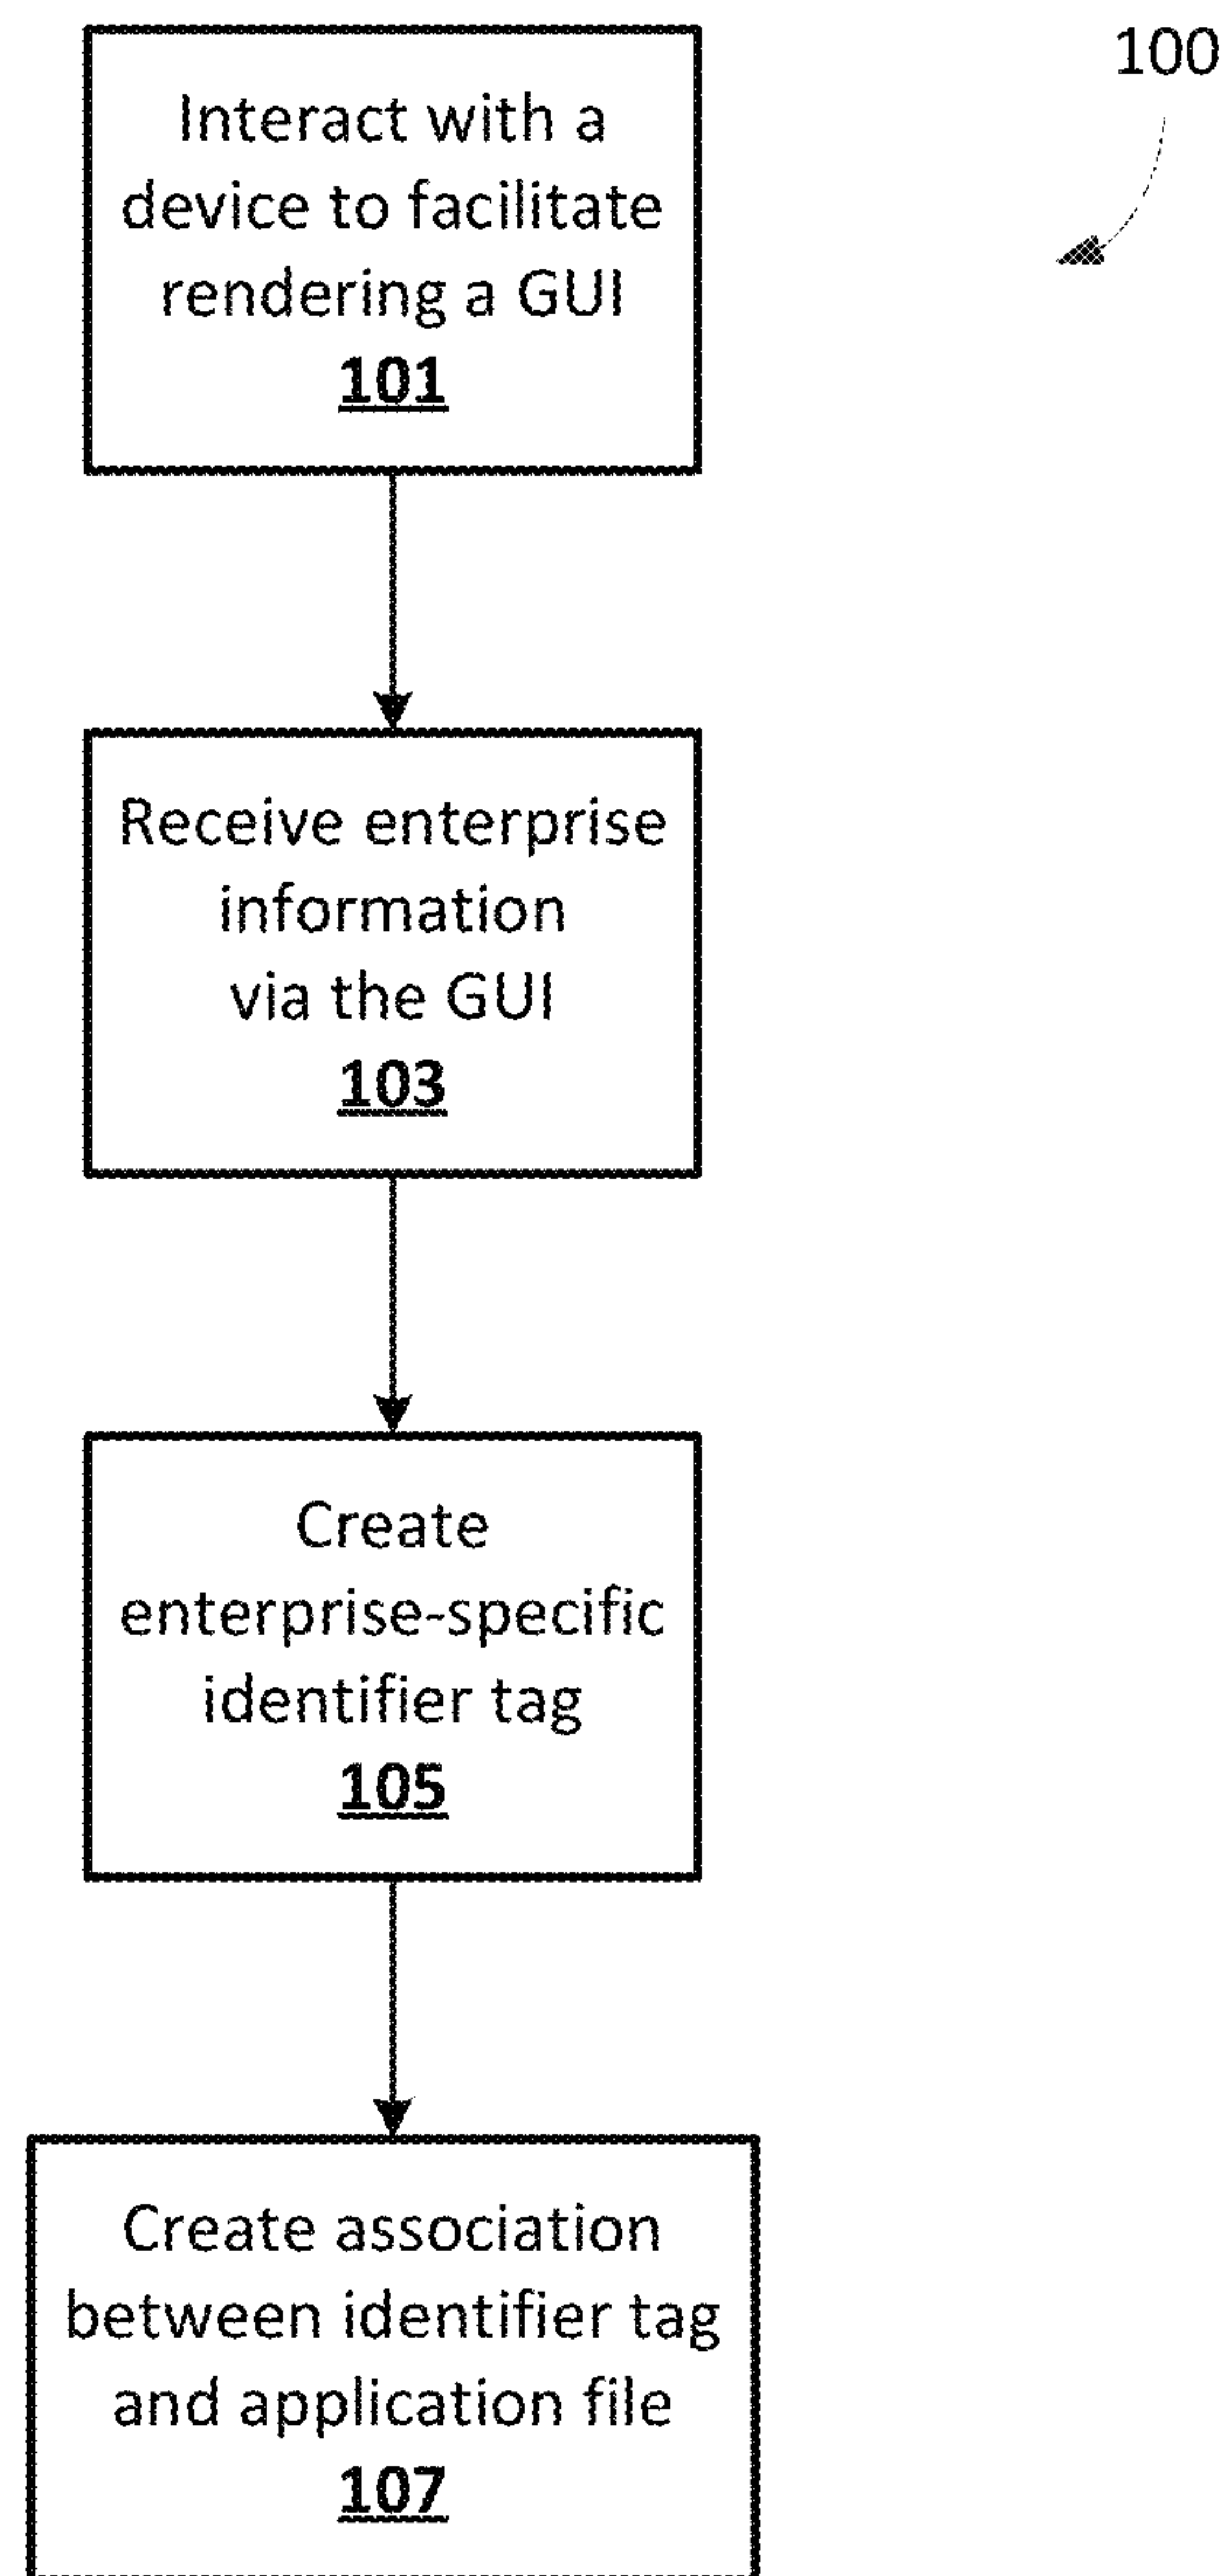 100
Interact with a
device to facilitate
rendering a GUI
101
Receive enterprise
information
via the GUI
103
Create
enterprise-specific
identifier tag
105
Create association
between identifier tag
and application file
107